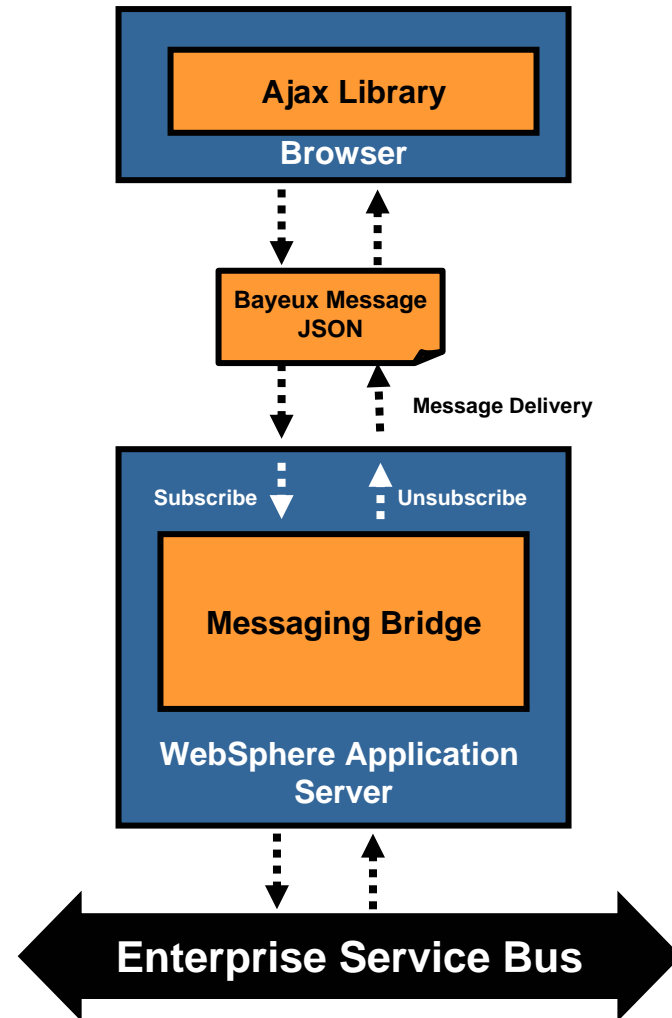 Ajax Library
Browser
Bayeux Message
JSON
Message Delivery
Subscribe
Unsubscribe
Messaging Bridge
WebSphere Application
Server
Enterprise Service Bus